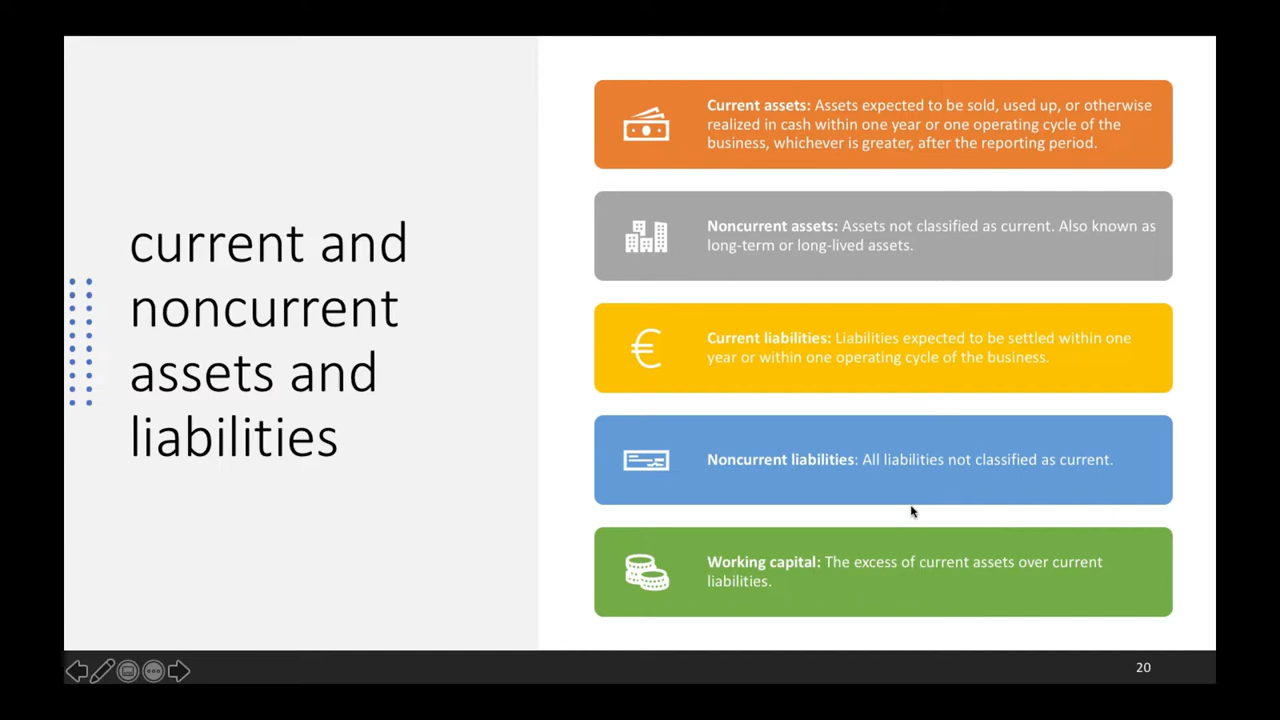 current and
noncurrent
assets and
liabilities
Current assets: Assets expected to be sold, used up, or otherwise
realized in cash within one year or one operating cycle of the
business, whichever is greater, after the reporting period.
Noncurrent assets: Assets not classified as current. Also known as
long-term or long-lived assets.
€
Current liabilities: Liabilities expected to be settled within one
year or within one operating cycle of the business.
Noncurrent liabilities: All liabilities not classified as current.
Working capital: The excess of current assets over current
liabilities.
20